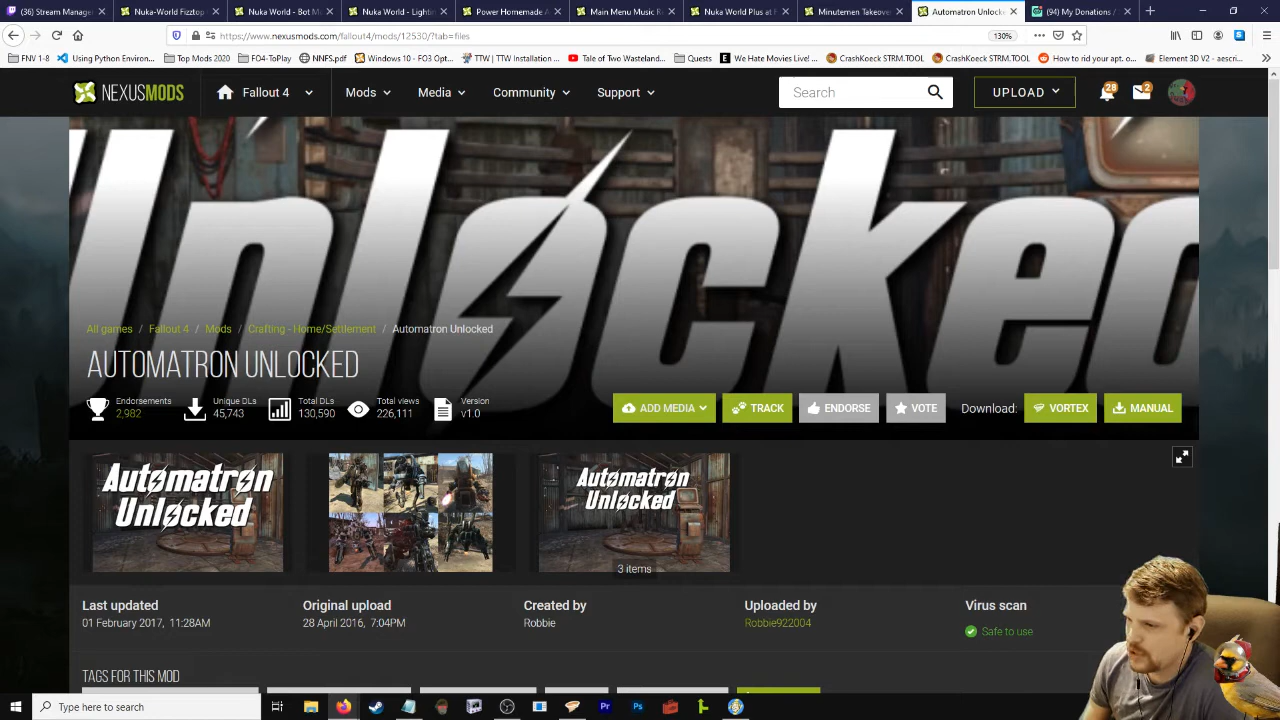 (36) Stream Manage
Nuka-World Fizztop
Nuka World - Bot M
Nuka World - Lightn
Power Homemade A
Main Menu Music R
Nuka World Plus at F
Minutemen Takeover
Automatron Unlocke
(94) My Donations /
https://www.nexusmods.com/fallout4/mods/12530/?tab=files
130%
FNV 1-8
Using Python Environ...
Top Mods 2020
FO4-ToPlay
NNFS.pdf
Windows 10 - FO3 Opt...
TTW | TTW Installation ...
Tale of Two Wasteland...
Quests
We Hate Movies Live! ...
CrashKoeck STRM.TOOL
CrashKoeck STRM.TOOL
How to rid your apt. o...
Element 3D V2 - aescri...
NEXUSMODS
Fallout 4
Mods
Media
Community
Support
Search
UPLOAD
28
2
Unlocked
All games / Fallout 4 / Mods / Crafting - Home/Settlement / Automatron Unlocked
AUTOMATRON UNLOCKED
Endorsements
2,982
Unique DLs
45,743
Total DLs
130,590
Total views
226,111
Version
v1.0
ADD MEDIA
TRACK
ENDORSE
VOTE
Download:
VORTEX
MANUAL
Automatron
Unlocked
Automatron
Unlocked
3 items
Last updated
01 February 2017, 11:28AM
Original upload
28 April 2016, 7:04PM
Created by
Robbie
Uploaded by
Robbie922004
Virus scan
Safe to use
TAGS FOR THIS MOD
Type here to search